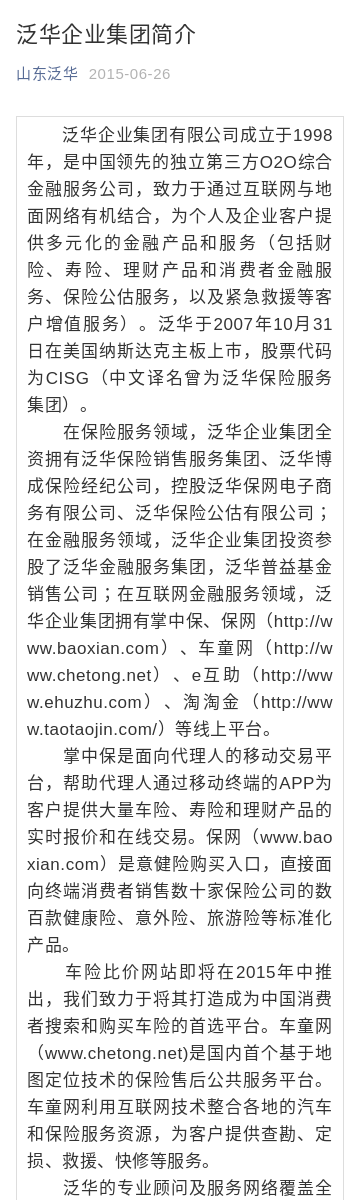 泛华企业集团简介
山东泛华 2015-06-26
泛华企业集团有限公司成立于1998
年，是中国领先的独立第三方O2O综合
金融服务公司，致力于通过互联网与地
面网络有机结合，为个人及企业客户提
供多元化的金融产品和服务（包括财
险、寿险、理财产品和消费者金融服
务、保险公估服务，以及紧急救援等客
户增值服务）。泛华于2007年10月31
日在美国纳斯达克主板上市，股票代码
为CISG（中文译名曾为泛华保险服务
集团）。
在保险服务领域，泛华企业集团全
资拥有泛华保险销售服务集团、泛华博
成保险经纪公司，控股泛华保网电子商
务有限公司、泛华保险公估有限公司；
在金融服务领域，泛华企业集团投资参
股了泛华金融服务集团，泛华普益基金
销售公司；在互联网金融服务领域，泛
华企业集团拥有掌中保、保网（http://w
ww.baoxian.com）、车童网（http://w
ww.chetong.net）、e互助（http://ww
w.ehuzhu.com）、淘淘金（http://ww
w.taotaojin.com/）等线上平台。
掌中保是面向代理人的移动交易平
台，帮助代理人通过移动终端的APP为
客户提供大量车险、寿险和理财产品的
实时报价和在线交易。保网（www.bao
xian.com）是意健险购买入口，直接面
向终端消费者销售数十家保险公司的数
百款健康险、意外险、旅游险等标准化
产品。
车险比价网站即将在2015年中推
出，我们致力于将其打造成为中国消费
者搜索和购买车险的首选平台。车童网
（www.chetong.net)是国内首个基于地
图定位技术的保险售后公共服务平台。
车童网利用互联网技术整合各地的汽车
和保险服务资源，为客户提供查勘、定
损、救援、快修等服务。
泛华的专业顾问及服务网络覆盖全